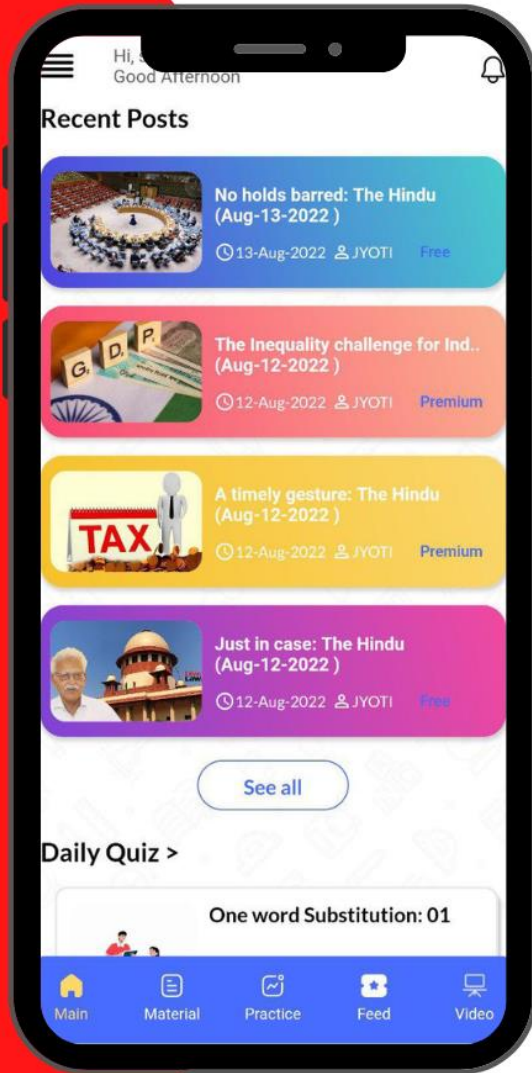 Hi,
Good Afternoon
Recent Posts
No holds barred: The Hindu
(Aug-13-2022 )
13-Aug-2022 JYOTI Free
G D P
The Inequality challenge for Ind..
(Aug-12-2022 )
12-Aug-2022 JYOTI Premium
TAX
A timely gesture: The Hindu
(Aug-12-2022 )
12-Aug-2022 JYOTI Premium
Just in case: The Hindu
(Aug-12-2022 )
12-Aug-2022 JYOTI Free
See all
Daily Quiz >
One word Substitution: 01
Main Material Practice Feed Video